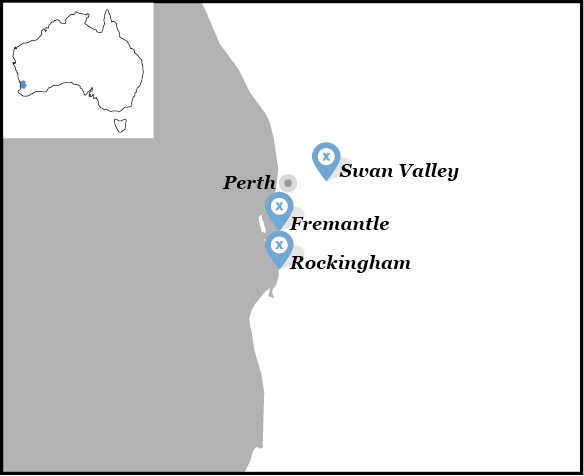 x
Swan Valley
Perth
x
Fremantle
x
Rockingham